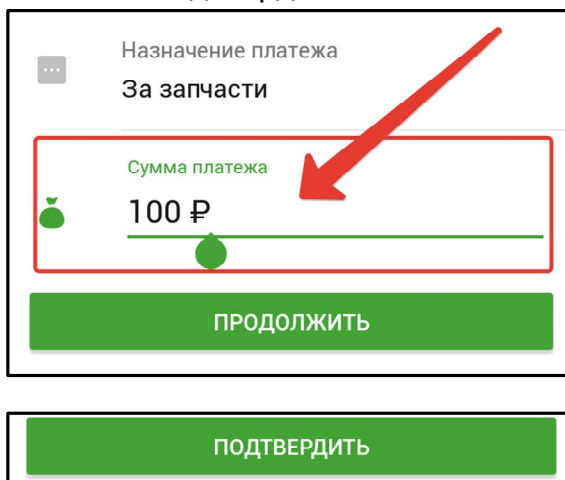 Назначение платежа
За запчасти
Сумма платежа
100 ₽
ПРОДОЛЖИТЬ
ПОДТВЕРДИТЬ